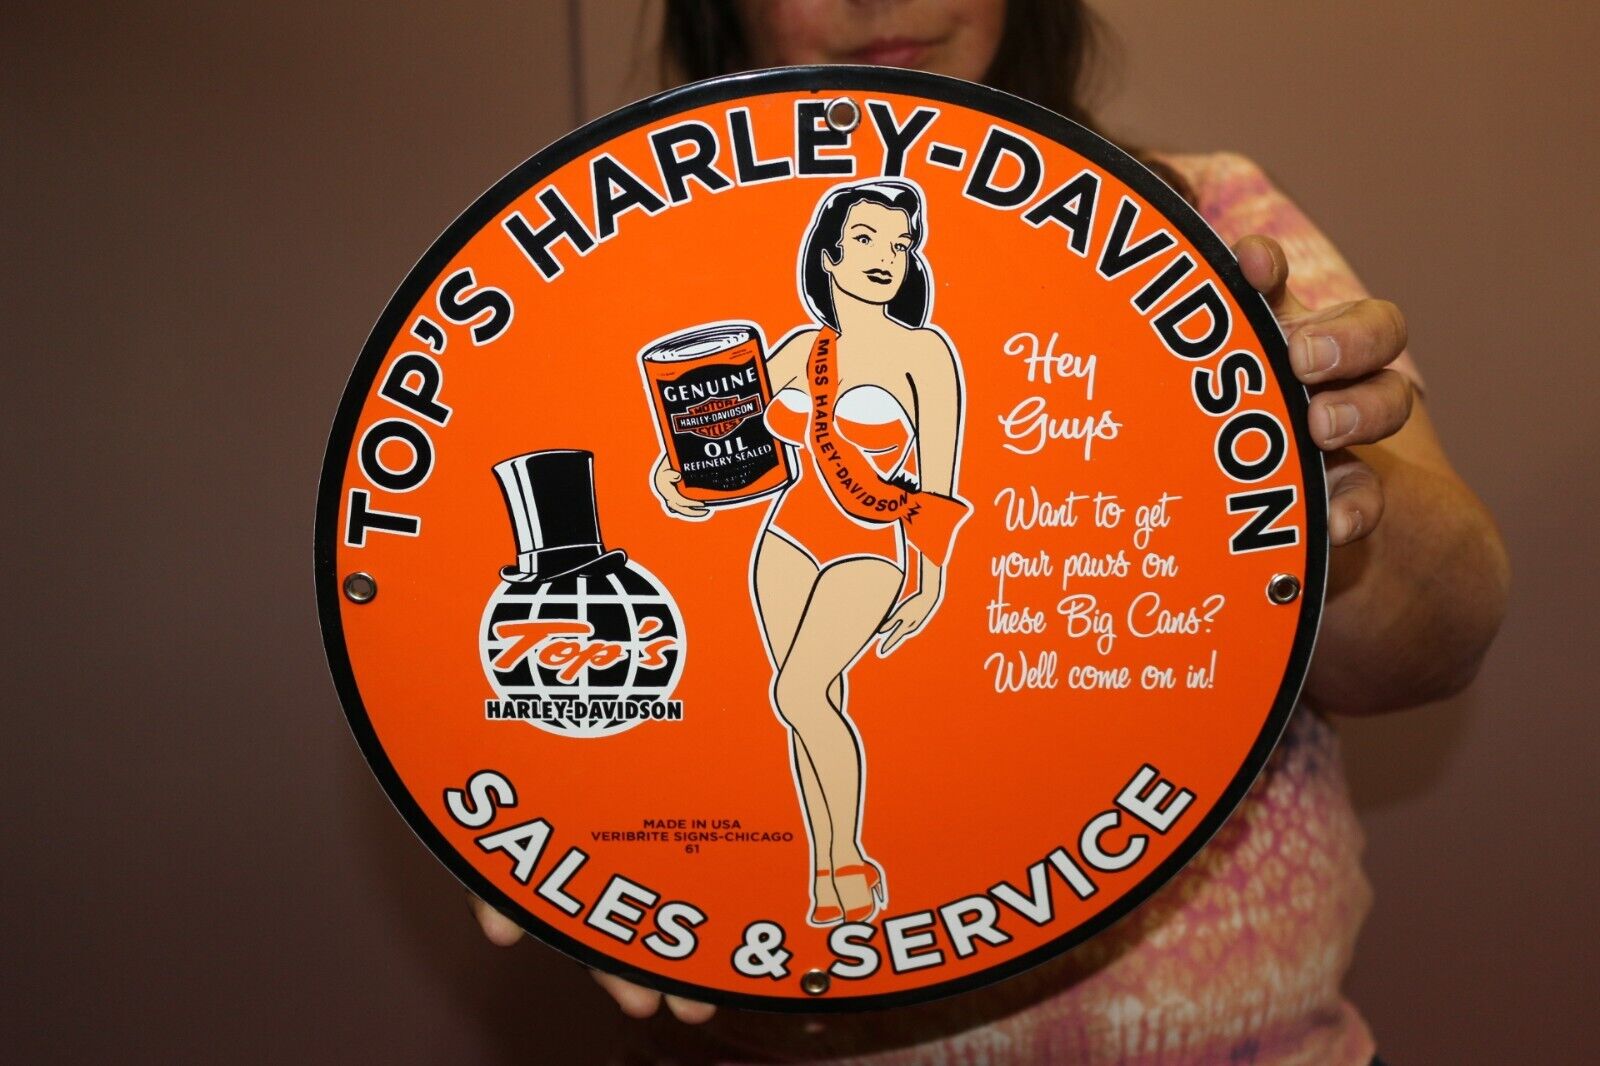 TOP'S HARLEY-DAVIDSON
GENUINE
MOTOR
HARLEY-DAVIDSON
CYCLES
OIL
REFINERY SEALED
MISS HARLEY-DAVIDSON
Hey
Guys
Want to get
your paws on
these Big Cans?
Well come on in!
Top's
HARLEY-DAVIDSON
MADE IN USA
VERIBRITE SIGNS-CHICAGO
61
SALES & SERVICE